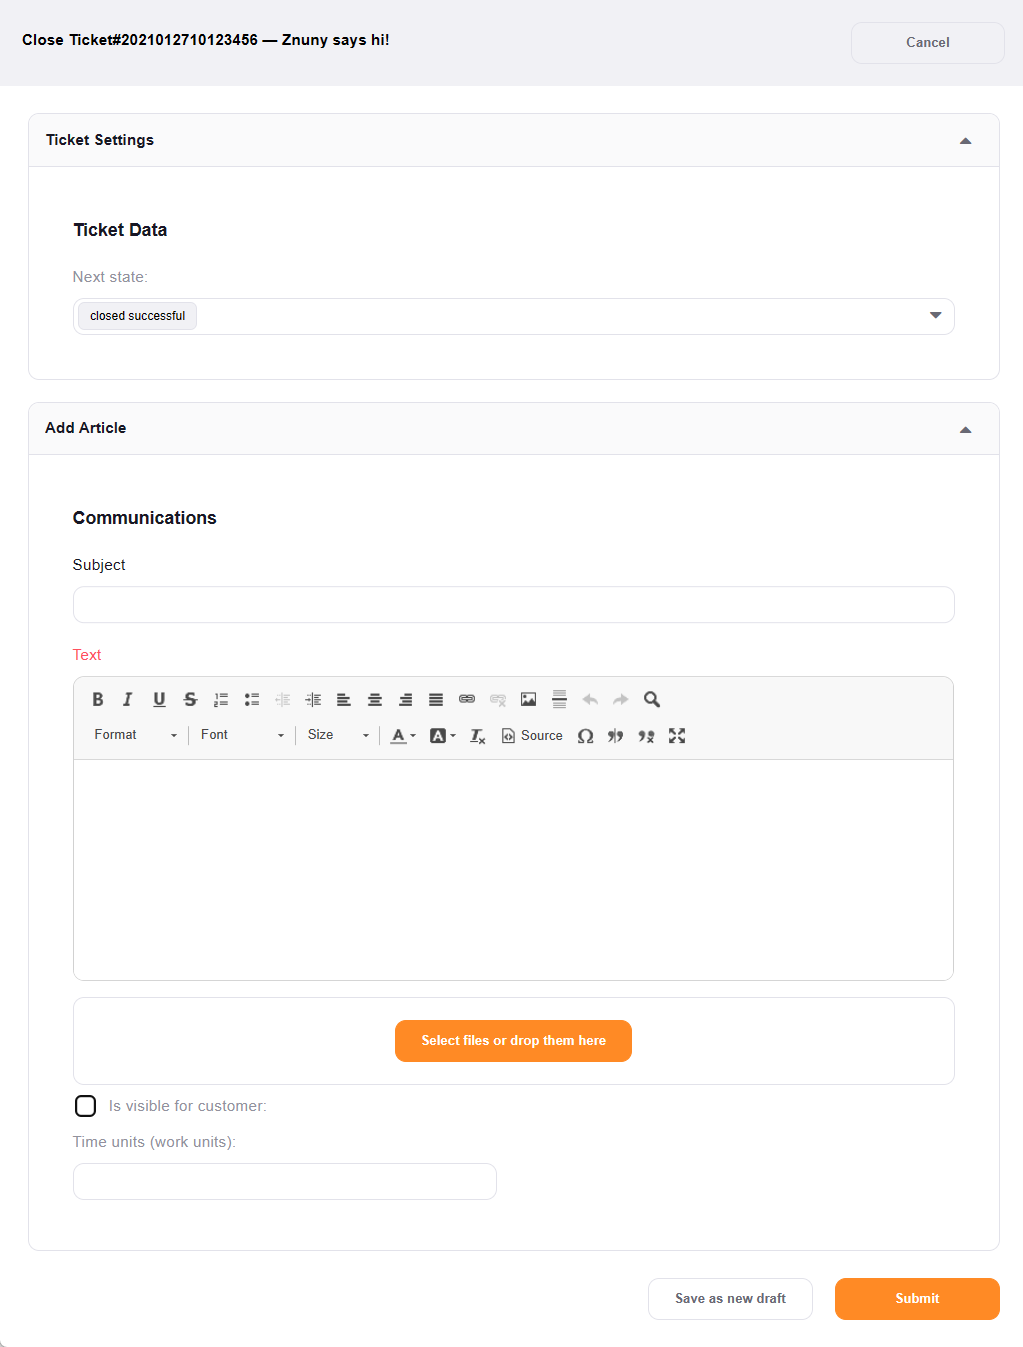 Close Ticket#2021012710123456 — Znuny says hi!
Cancel
Ticket Settings
Ticket Data
Next state:
closed successful
Add Article
Communications
Subject
Text
Format Font Size Source
Select files or drop them here
Is visible for customer:
Time units (work units):
Save as new draft
Submit